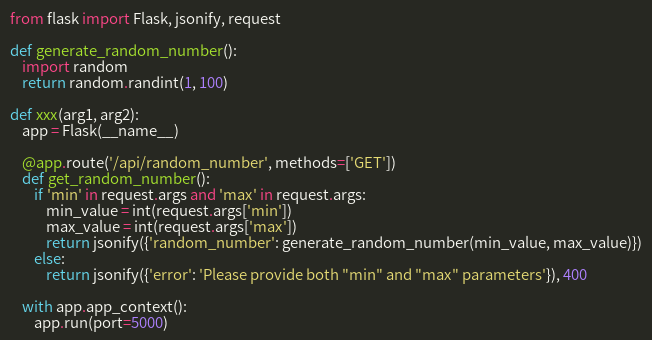 from flask import Flask, jsonify, request

def generate_random_number():
    import random
    return random.randint(1, 100)

def xxx(arg1, arg2):
    app = Flask(__name__)

    @app.route('/api/random_number', methods=['GET'])
    def get_random_number():
        if 'min' in request.args and 'max' in request.args:
            min_value = int(request.args['min'])
            max_value = int(request.args['max'])
            return jsonify({'random_number': generate_random_number(min_value, max_value)})
        else:
            return jsonify({'error': 'Please provide both "min" and "max" parameters'}), 400

    with app.app_context():
        app.run(port=5000)